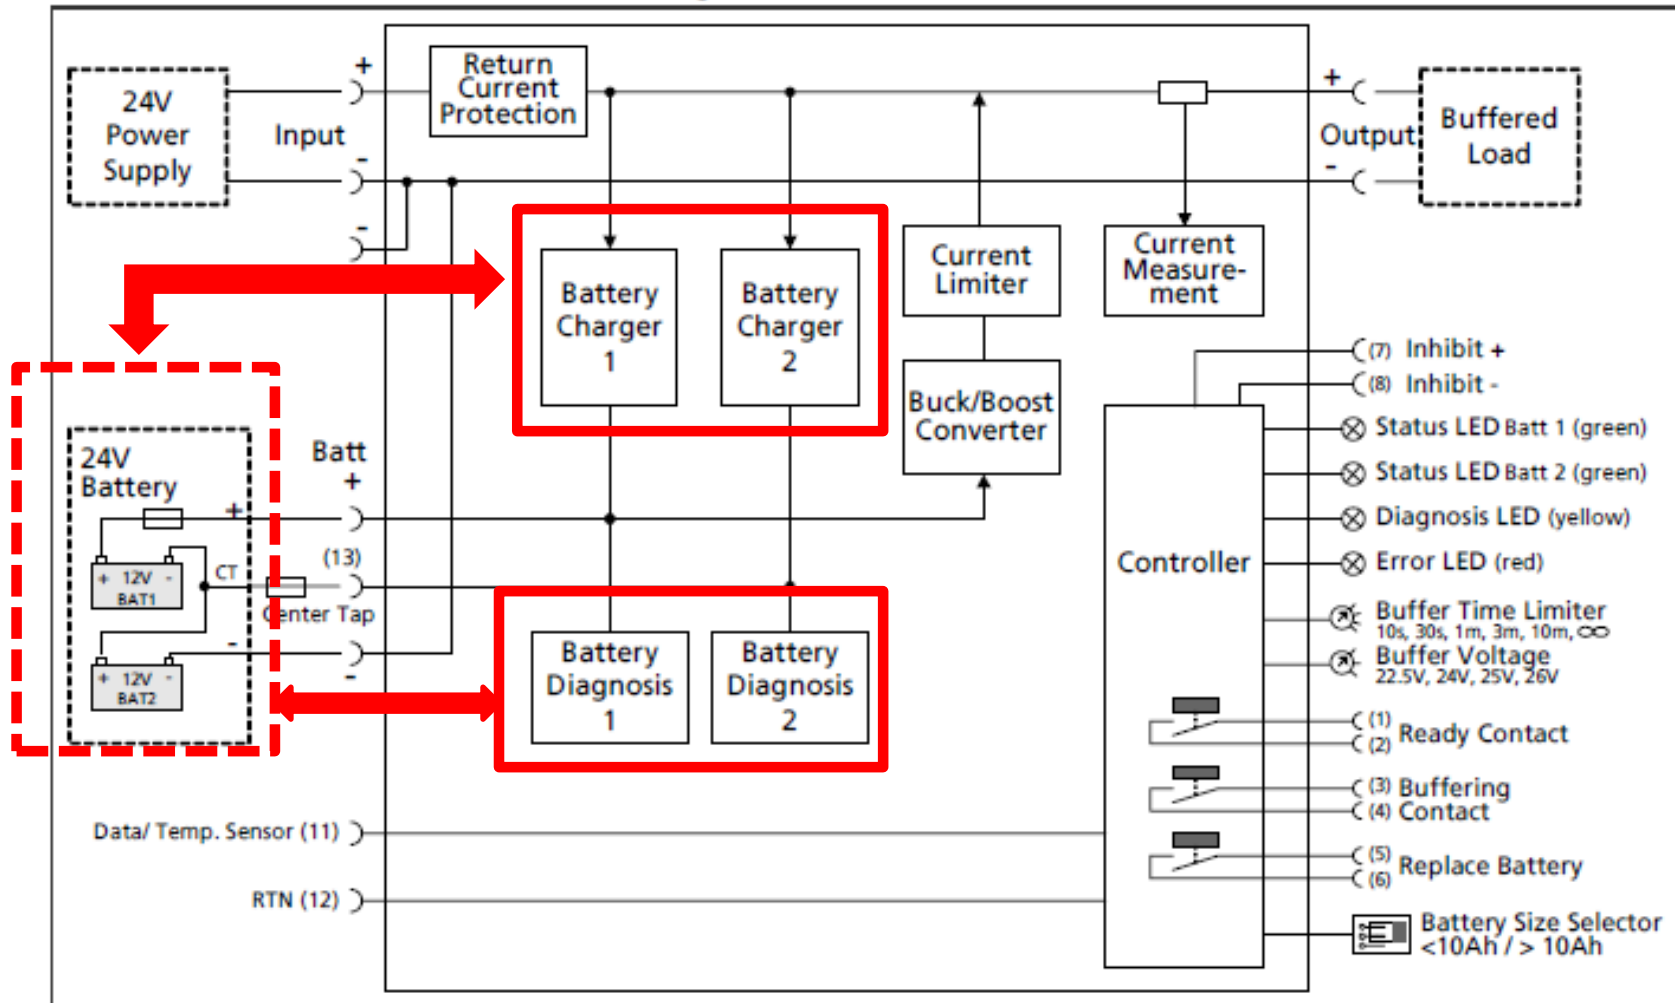 24V
Power
Supply
+
Input
-
-
Return
Current
Protection
+
Output
-
Buffered
Load
Battery
Charger
1
Battery
Charger
2
Current
Limiter
Current
Measure-
ment
Buck/Boost
Converter
24V
Battery
+
Batt
+
(13)
CT
Center Tap
+ 12V -
BAT1
-
-
+ 12V -
BAT2
Battery
Diagnosis
1
Battery
Diagnosis
2
Data/ Temp. Sensor (11)
RTN (12)
Controller
(7) Inhibit +
(8) Inhibit -
Status LED Batt 1 (green)
Status LED Batt 2 (green)
Diagnosis LED (yellow)
Error LED (red)
Buffer Time Limiter
10s, 30s, 1m, 3m, 10m, ∞
Buffer Voltage
22.5V, 24V, 25V, 26V
(1)
(2) Ready Contact
(3) Buffering
(4) Contact
(5)
(6) Replace Battery
Battery Size Selector
<10Ah / > 10Ah